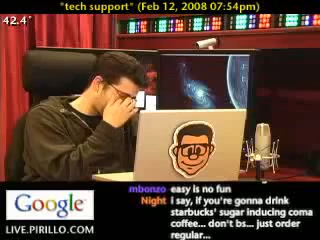 "tech support" (Feb 12, 2008 07:54pm)
42.4°
Google
LIVE.PIRILLO.COM
mbonzo easy is no fun
Night i say, If you're gonna drink
starbucks' sugar inducing coma
coffee... don't bs... just order
regular...